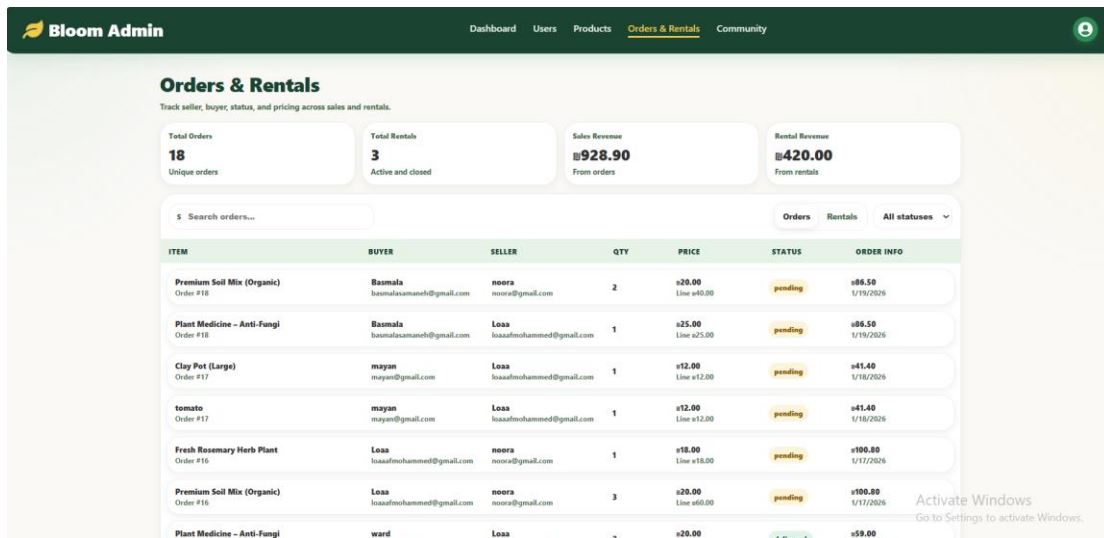 Bloom Admin
Dashboard Users Products Orders & Rentals Community
Orders & Rentals
Track seller, buyer, status, and pricing across sales and rentals.
Total Orders Total Rentals Sales Revenue Rental Revenue
18 3 ₪928.90 ₪420.00
Unique orders Active and closed From orders From rentals
S Search orders... Orders Rentals All statuses
ITEM BUYER SELLER QTY PRICE STATUS ORDER INFO
Premium Soil Mix (Organic) Basmala noora 2 ₪20.00 pending ₪86.50
Order #18 basmalasamaneh@gmail.com noora@gmail.com Line ₪40.00 1/19/2026
Plant Medicine – Anti-Fungi Basmala Loaa 1 ₪25.00 pending ₪86.50
Order #18 basmalasamaneh@gmail.com loaaafmohammed@gmail.com Line ₪25.00 1/19/2026
Clay Pot (Large) mayan Loaa 1 ₪12.00 pending ₪41.40
Order #17 mayan@gmail.com loaaafmohammed@gmail.com Line ₪12.00 1/18/2026
tomato mayan Loaa 1 ₪12.00 pending ₪41.40
Order #17 mayan@gmail.com loaaafmohammed@gmail.com Line ₪12.00 1/18/2026
Fresh Rosemary Herb Plant Loaa noora 1 ₪18.00 pending ₪100.80
Order #16 loaaafmohammed@gmail.com noora@gmail.com Line ₪18.00 1/17/2026
Premium Soil Mix (Organic) Loaa noora 3 ₪20.00 pending ₪100.80
Order #16 loaaafmohammed@gmail.com noora@gmail.com Line ₪60.00 1/17/2026
Plant Medicine – Anti-Fungi ward Loaa ₪20.00 ₪59.00
Activate Windows
Go to Settings to activate Windows.